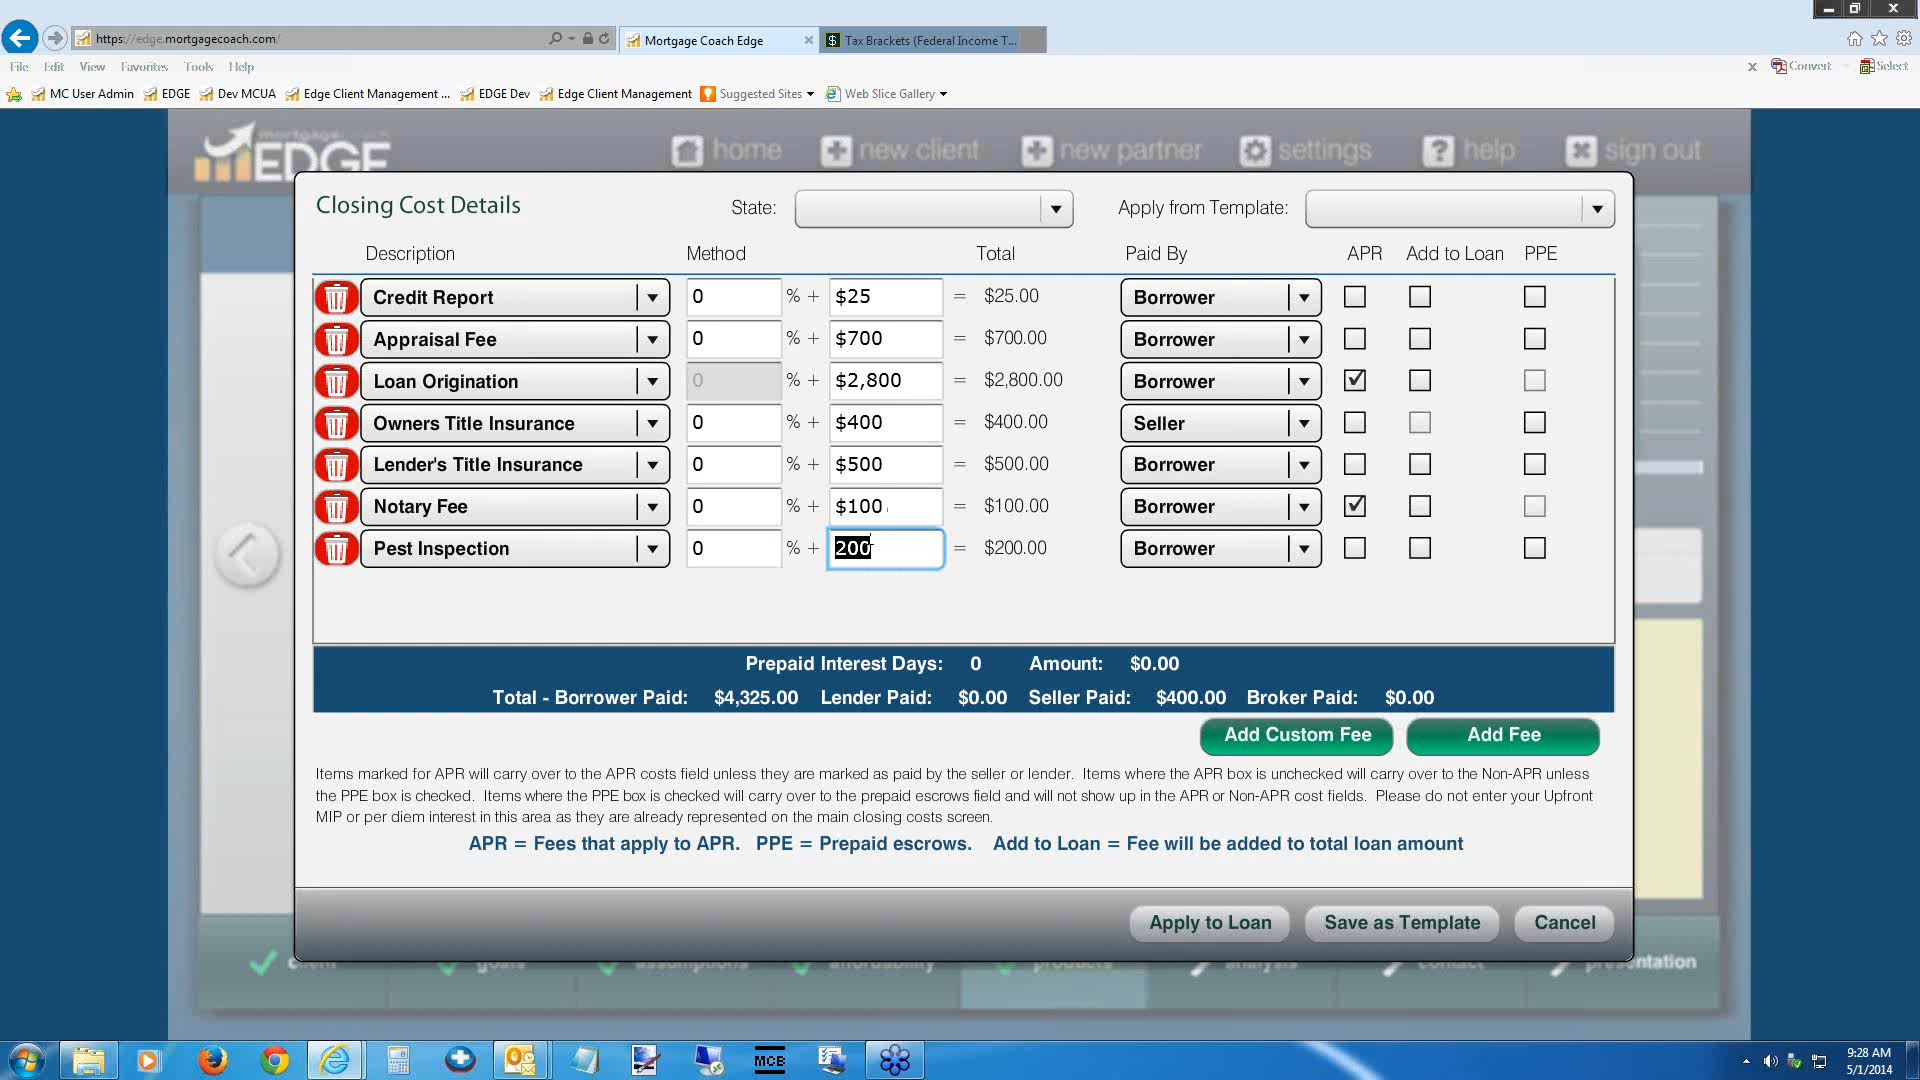 https://edge.mortgagecoach.com/
Mortgage Coach Edge
Tax Brackets (Federal Income T...
File Edit View Favorites Tools Help
Convert Select
MC User Admin EDGE Dev MCUA Edge Client Management ... EDGE Dev Edge Client Management Suggested Sites Web Slice Gallery
EDGE home new client new partner settings help sign out
Closing Cost Details State: Apply from Template:
Description Method Total Paid By APR Add to Loan PPE
Credit Report 0 % + $25 = $25.00 Borrower
Appraisal Fee 0 % + $700 = $700.00 Borrower
Loan Origination 0 % + $2,800 = $2,800.00 Borrower
Owners Title Insurance 0 % + $400 = $400.00 Seller
Lender's Title Insurance 0 % + $500 = $500.00 Borrower
Notary Fee 0 % + $100 = $100.00 Borrower
Pest Inspection 0 % + 200 = $200.00 Borrower
Prepaid Interest Days: 0 Amount: $0.00
Total - Borrower Paid: $4,325.00 Lender Paid: $0.00 Seller Paid: $400.00 Broker Paid: $0.00
Add Custom Fee Add Fee
Items marked for APR will carry over to the APR costs field unless they are marked as paid by the seller or lender. Items where the APR box is unchecked will carry over to the Non-APR unless
the PPE box is checked. Items where the PPE box is checked will carry over to the prepaid escrows field and will not show up in the APR or Non-APR cost fields. Please do not enter your Upfront
MIP or per diem interest in this area as they are already represented on the main closing costs screen.
APR = Fees that apply to APR. PPE = Prepaid escrows. Add to Loan = Fee will be added to total loan amount
Apply to Loan Save as Template Cancel
products presentation
MCB
9:28 AM
5/1/2014